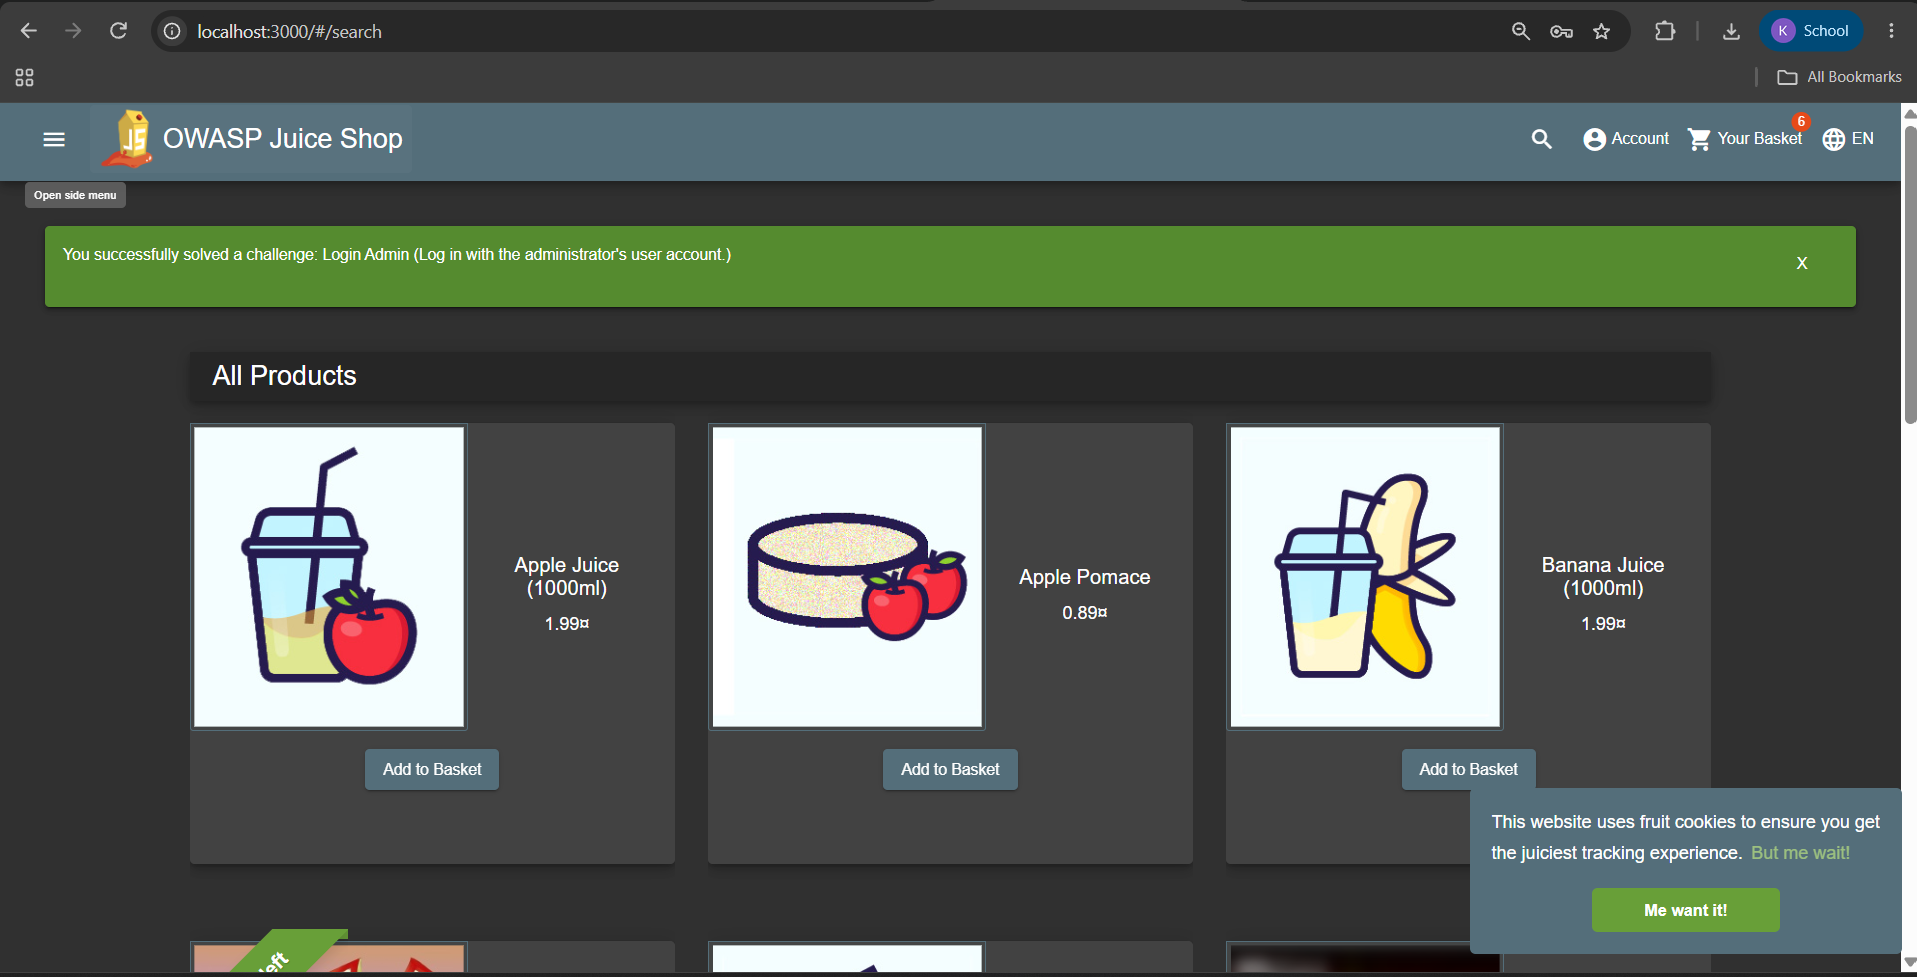 localhost:3000/#/search
K School
All Bookmarks
JS OWASP Juice Shop
Account
Your Basket 6
EN
Open side menu
You successfully solved a challenge: Login Admin (Log in with the administrator's user account.)
X
All Products
Apple Juice
(1000ml)
1.99¤
Add to Basket
Apple Pomace
0.89¤
Add to Basket
Banana Juice
(1000ml)
1.99¤
Add to Basket
left
This website uses fruit cookies to ensure you get
the juiciest tracking experience. But me wait!
Me want it!